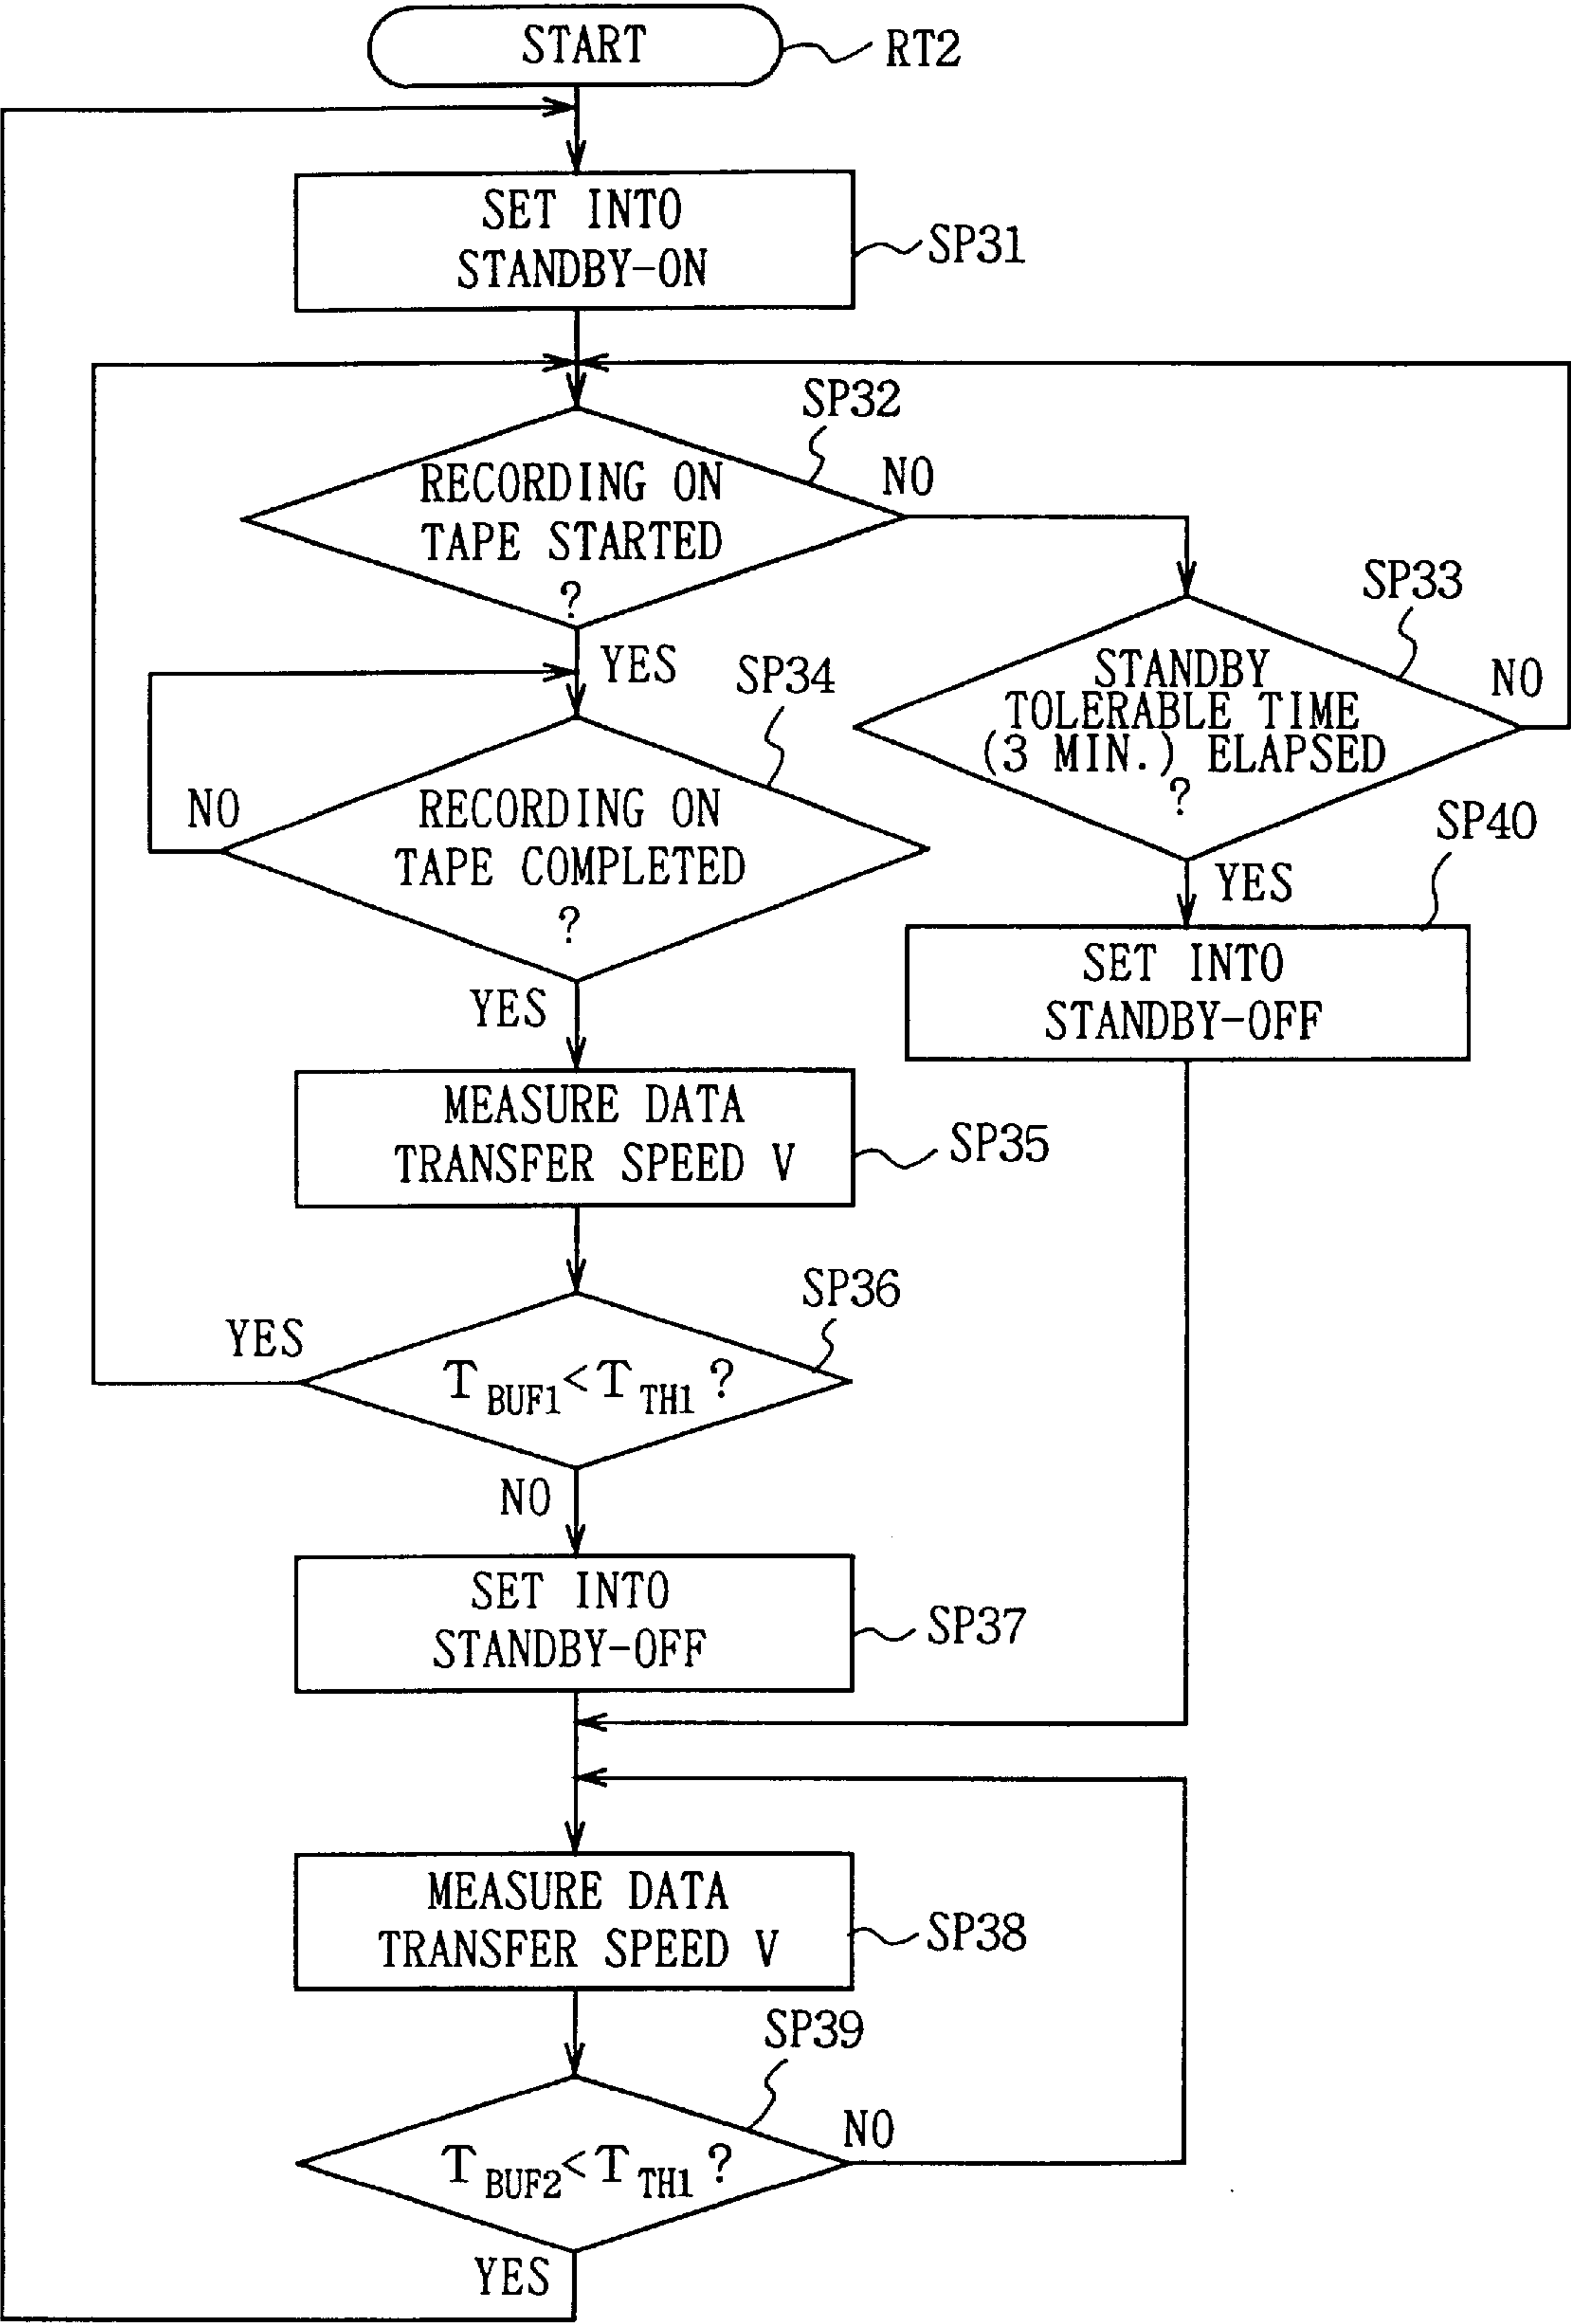 START
RT2
SET INTO
STANDBY-ON
SP31
SP32
RECORDING ON
TAPE STARTED
?
NO
YES
SP33
STANDBY
TOLERABLE TIME
(3 MIN.) ELAPSED
?
NO
YES
SP34
RECORDING ON
TAPE COMPLETED
?
NO
YES
SP40
SET INTO
STANDBY-OFF
MEASURE DATA
TRANSFER SPEED V
SP35
SP36
YES
T BUF1 < T TH1 ?
NO
SET INTO
STANDBY-OFF
SP37
MEASURE DATA
TRANSFER SPEED V
SP38
SP39
T BUF2 < T TH1 ?
NO
YES